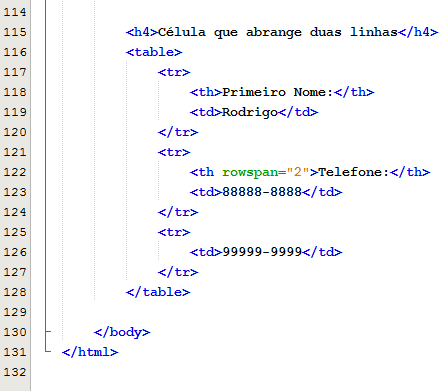 114
115 <h4>Célula que abrange duas linhas</h4>
116 <table>
117 <tr>
118 <th>Primeiro Nome:</th>
119 <td>Rodrigo</td>
120 </tr>
121 <tr>
122 <th rowspan="2">Telefone:</th>
123 <td>88888-8888</td>
124 </tr>
125 <tr>
126 <td>99999-9999</td>
127 </tr>
128 </table>
129
130 </body>
131 </html>
132